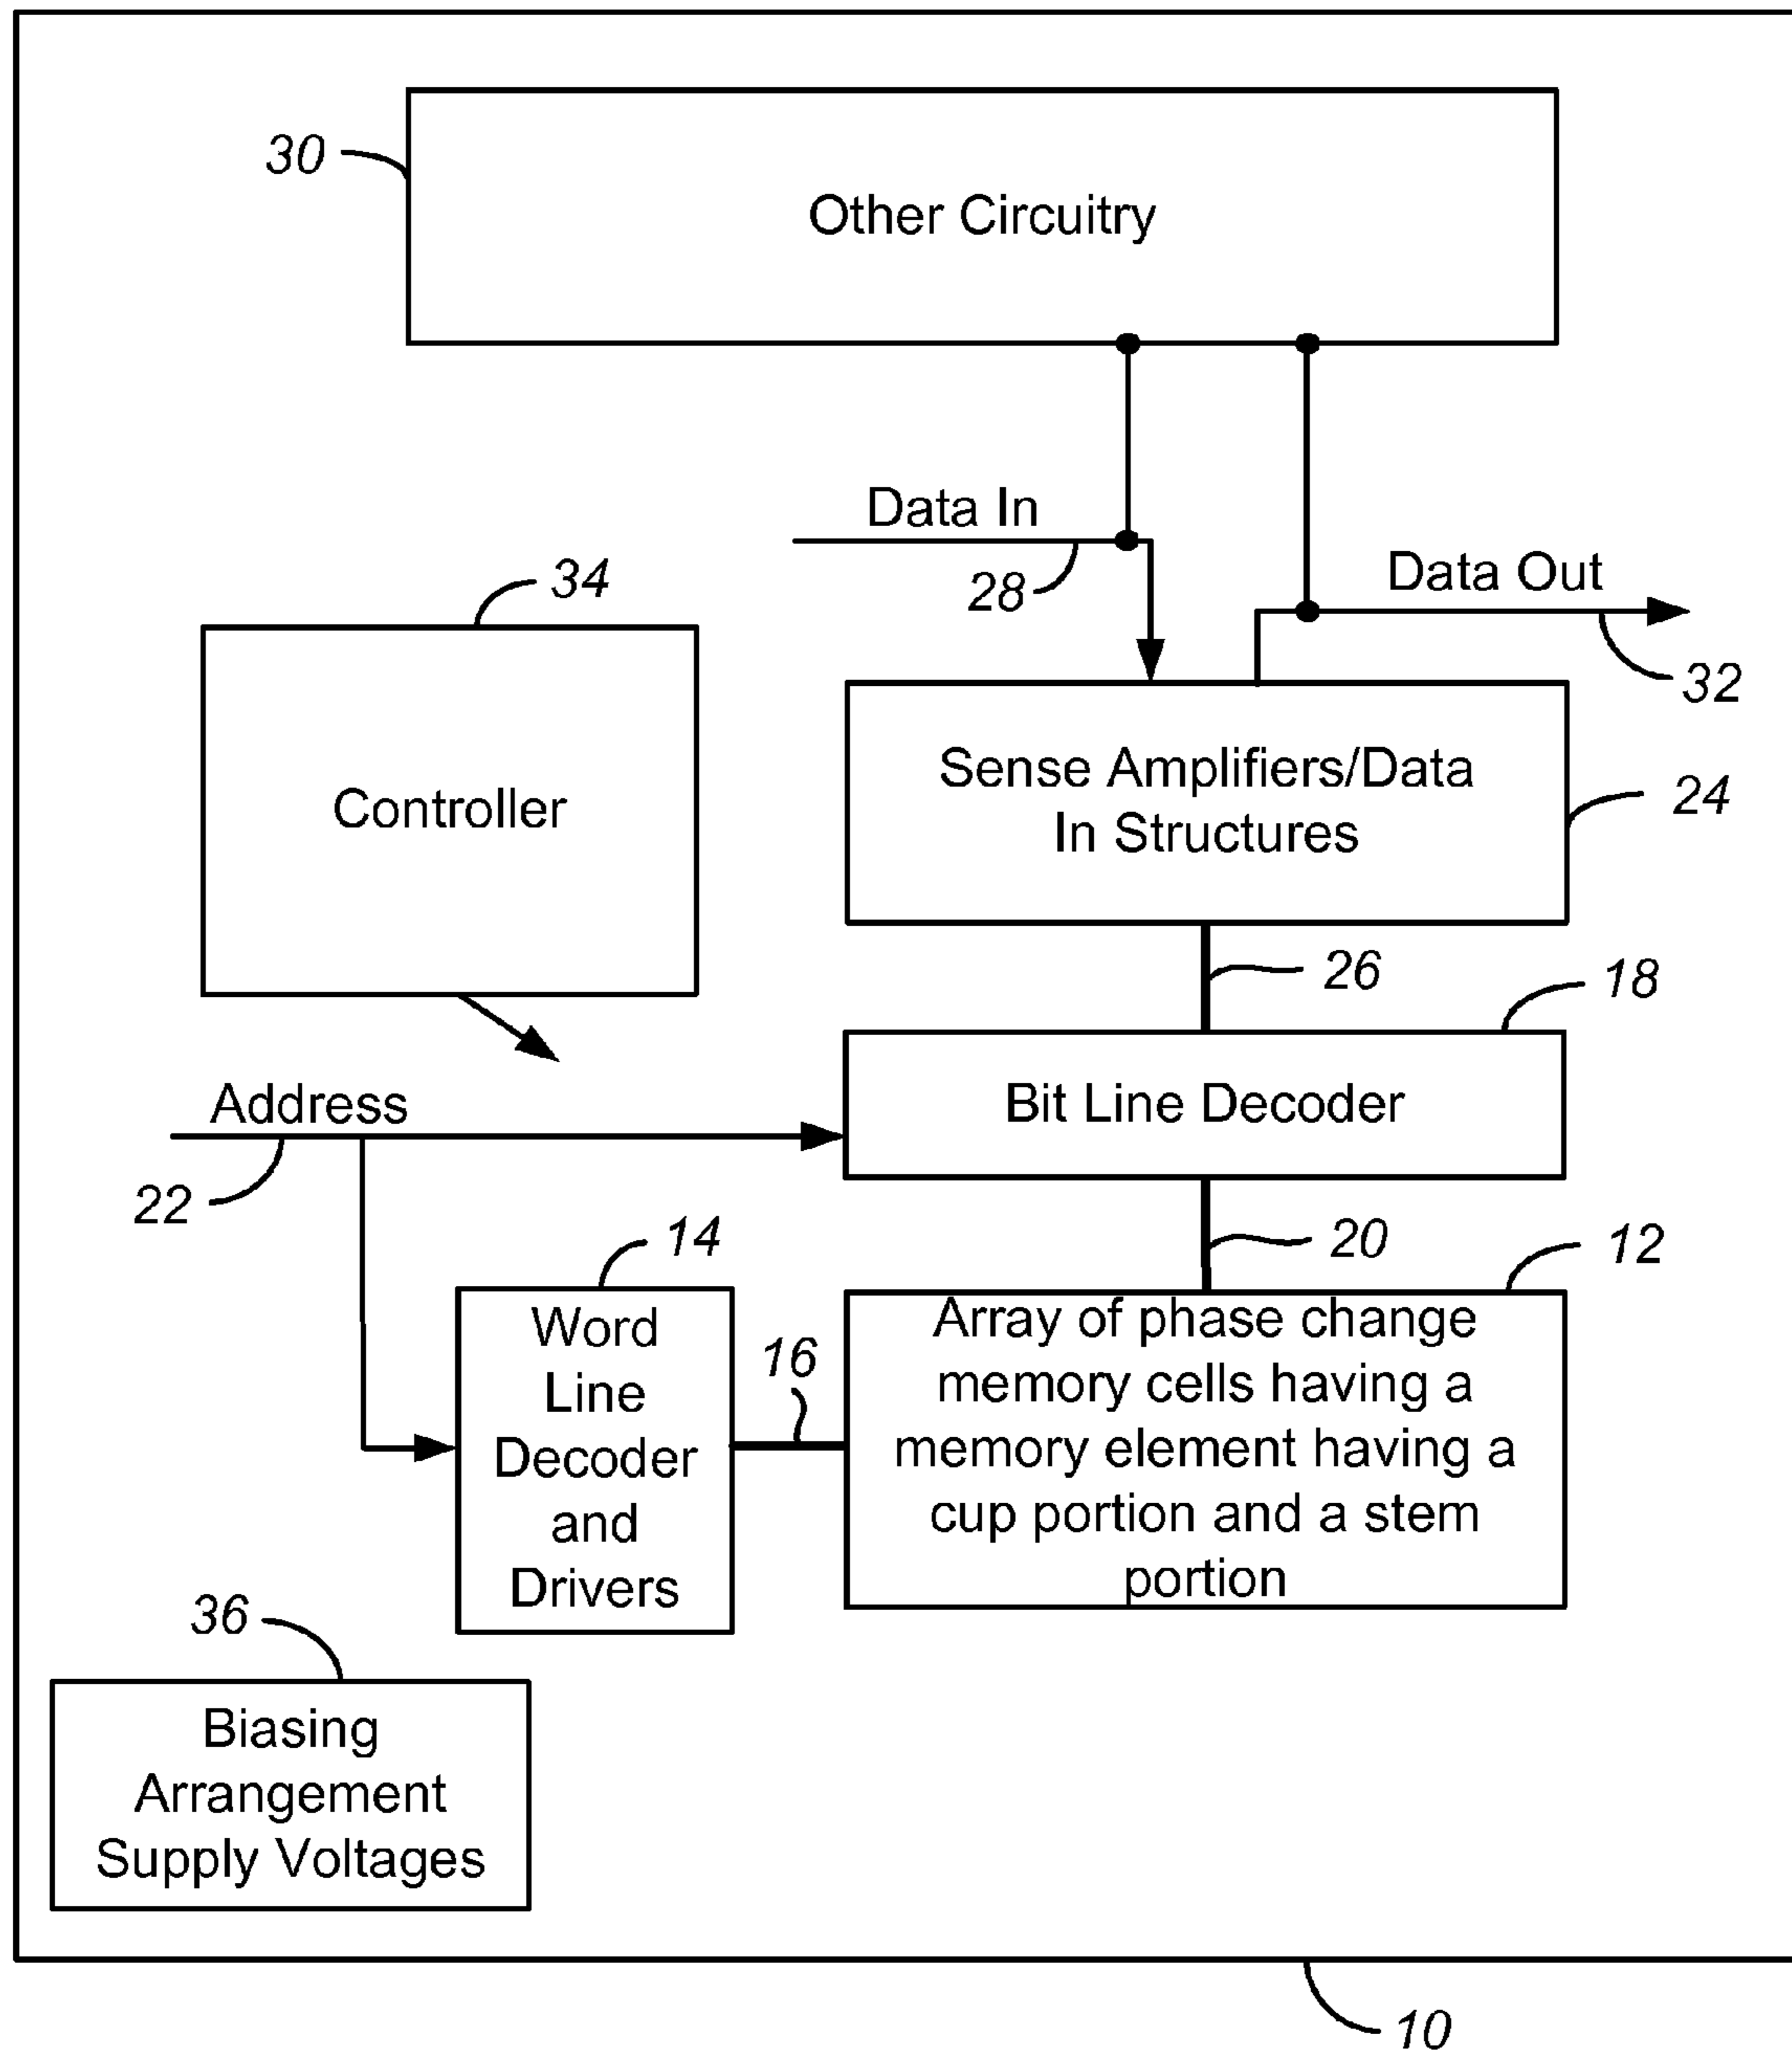 30
Other Circuitry
Data In
28
34
Data Out
32
Controller
Sense Amplifiers/Data
In Structures
24
26
18
Address
Bit Line Decoder
22
14
20
12
Word
Line
Decoder
and
Drivers
16
Array of phase change
memory cells having a
memory element having a
cup portion and a stem
portion
36
Biasing
Arrangement
Supply Voltages
10